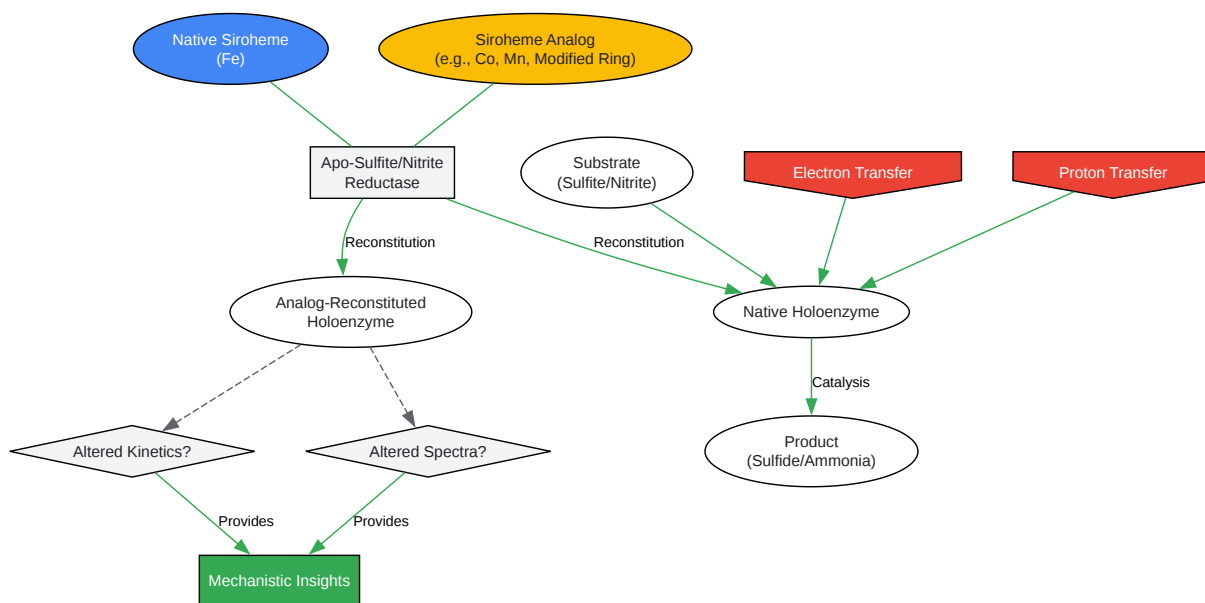 Native Siroheme
(Fe)
Siroheme Analog
(e.g., Co, Mn, Modified Ring)
Apo-Sulfite/Nitrite
Reductase
Substrate
(Sulfite/Nitrite)
Electron Transfer
Proton Transfer
Reconstitution
Reconstitution
Analog-Reconstituted
Holoenzyme
Native Holoenzyme
Catalysis
Altered Kinetics?
Altered Spectra?
Product
(Sulfide/Ammonia)
Provides
Provides
Mechanistic Insights